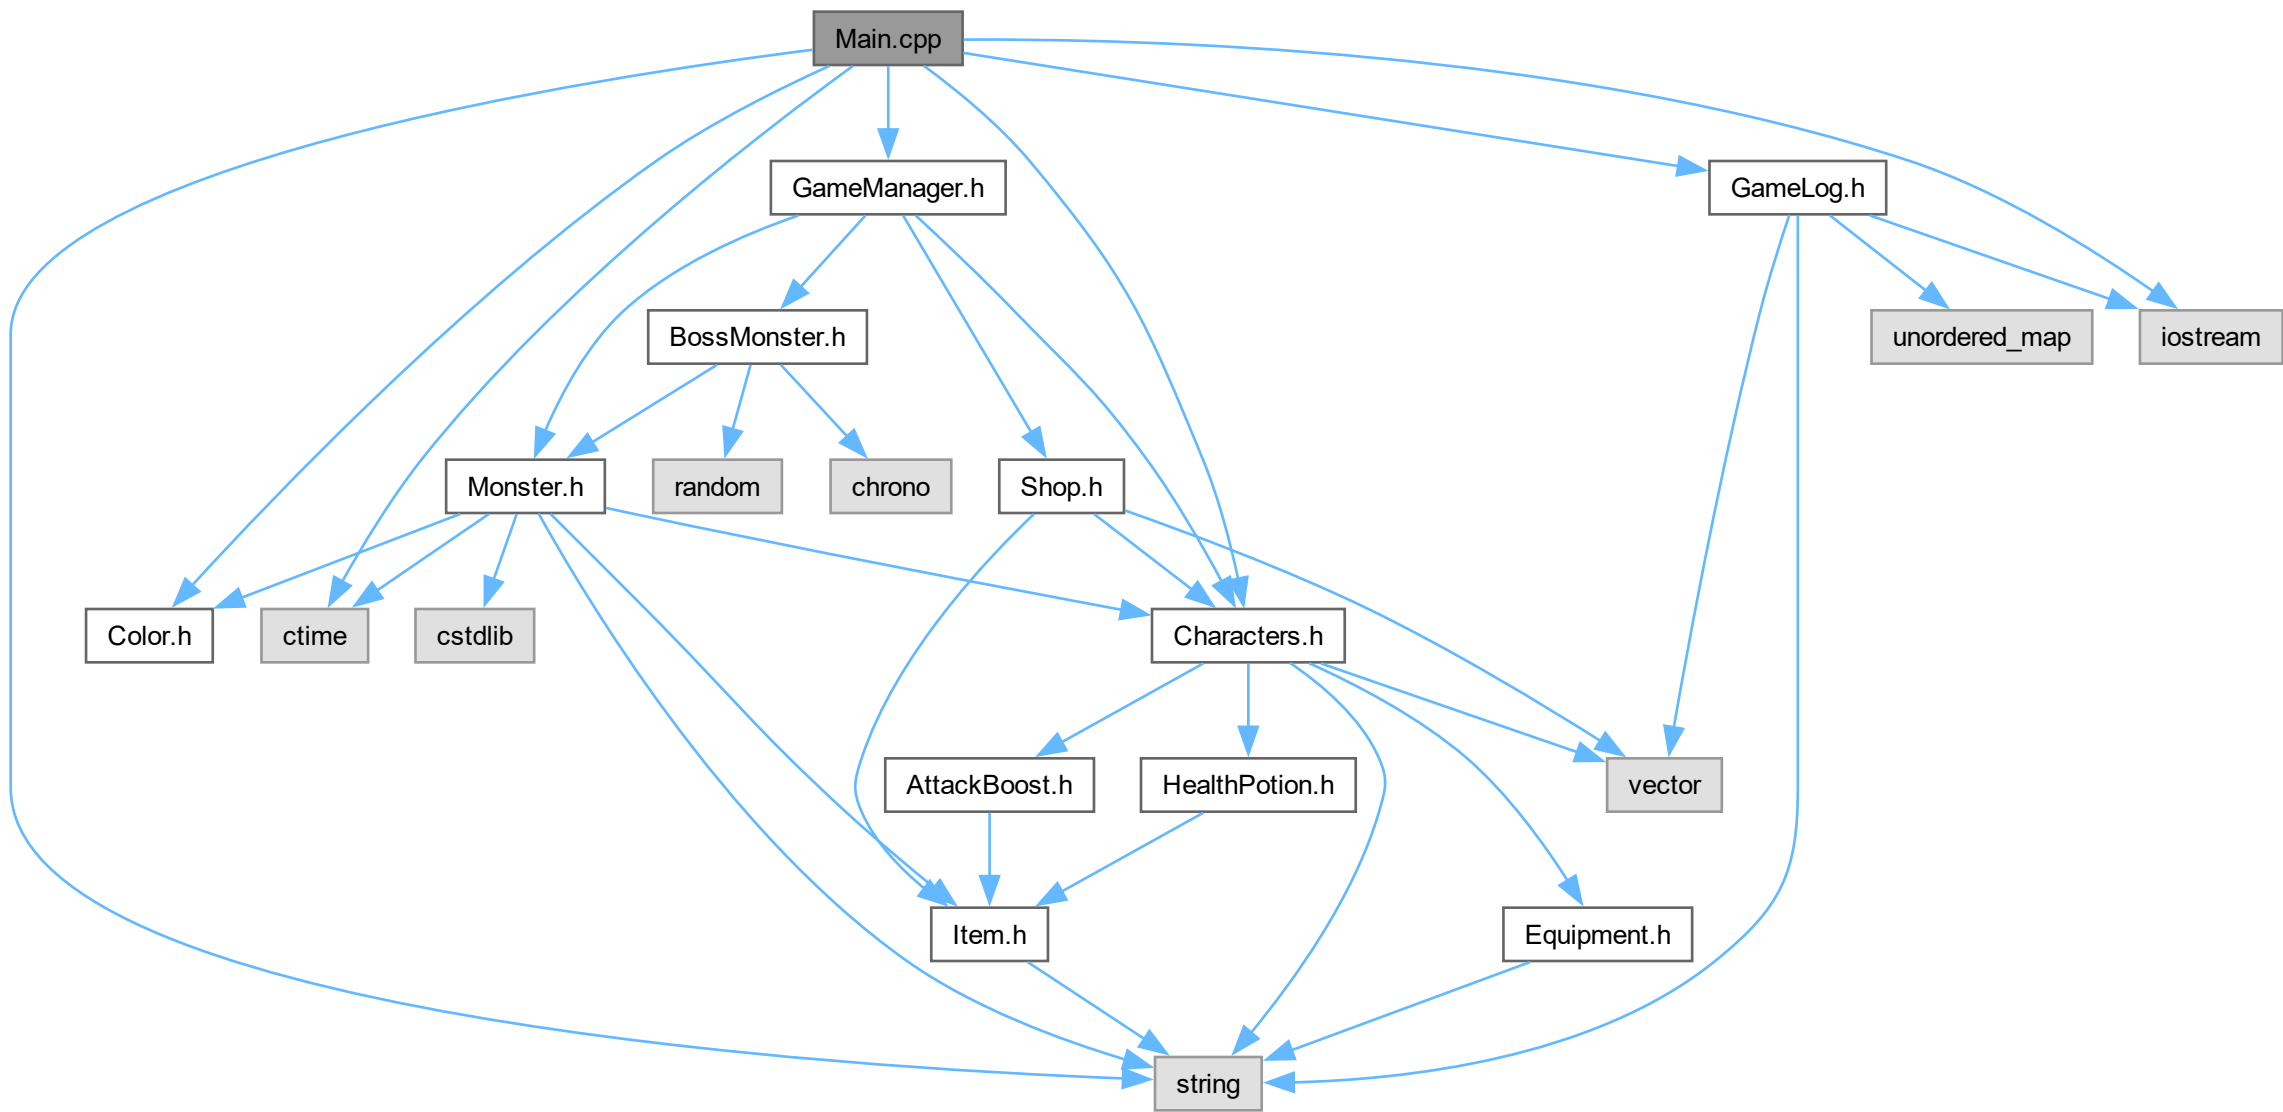 Main.cpp
GameManager.h
GameLog.h
BossMonster.h
unordered_map
iostream
Monster.h
random
chrono
Shop.h
Color.h
ctime
cstdlib
Characters.h
AttackBoost.h
HealthPotion.h
vector
Item.h
Equipment.h
string